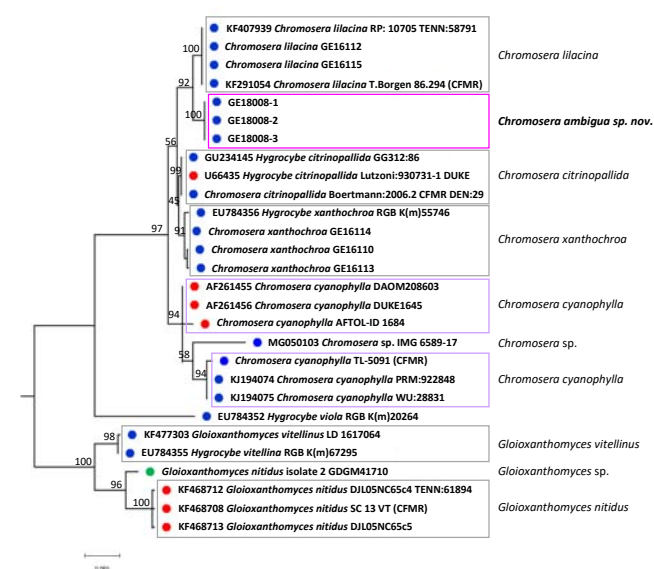 KF407939 Chromosera lilacina RP: 10705 TENN:58791
100
Chromosera lilacina GE16112
Chromosera lilacina
Chromosera lilacina GE16115
92
KF291054 Chromosera lilacina T.Borgen 86.294 (CFMR)
GE18008-1
100
GE18008-2
Chromosera ambigua sp. nov.
GE18008-3
56
GU234145 Hygrocybe citrinopallida GG312:86
99
U66435 Hygrocybe citrinopallida Lutzoni:930731-1 DUKE
Chromosera citrinopallida
Chromosera citrinopallida Boertmann:2006.2 CFMR DEN:29
45
EU784356 Hygrocybe xanthochroa RGB K(m)55746
97
91
Chromosera xanthochroa GE16114
Chromosera xanthochroa
Chromosera xanthochroa GE16110
Chromosera xanthochroa GE16113
AF261455 Chromosera cyanophylla DAOM208603
AF261456 Chromosera cyanophylla DUKE1645
Chromosera cyanophylla
94
Chromosera cyanophylla AFTOL-ID 1684
MG050103 Chromosera sp. IMG 6589-17
Chromosera sp.
58
Chromosera cyanophylla TL-5091 (CFMR)
94
KJ194074 Chromosera cyanophylla PRM:922848
Chromosera cyanophylla
KJ194075 Chromosera cyanophylla WU:28831
EU784352 Hygrocybe viola RGB K(m)20264
98
KF477303 Gloioxanthomyces vitellinus LD 1617064
Gloioxanthomyces vitellinus
EU784355 Hygrocybe vitellina RGB K(m)67295
100
Gloioxanthomyces nitidus isolate 2 GDGM41710
Gloioxanthomyces sp.
96
KF468712 Gloioxanthomyces nitidus DJL05NC65c4 TENN:61894
100
KF468708 Gloioxanthomyces nitidus SC 13 VT (CFMR)
Gloioxanthomyces nitidus
KF468713 Gloioxanthomyces nitidus DJL05NC65c5